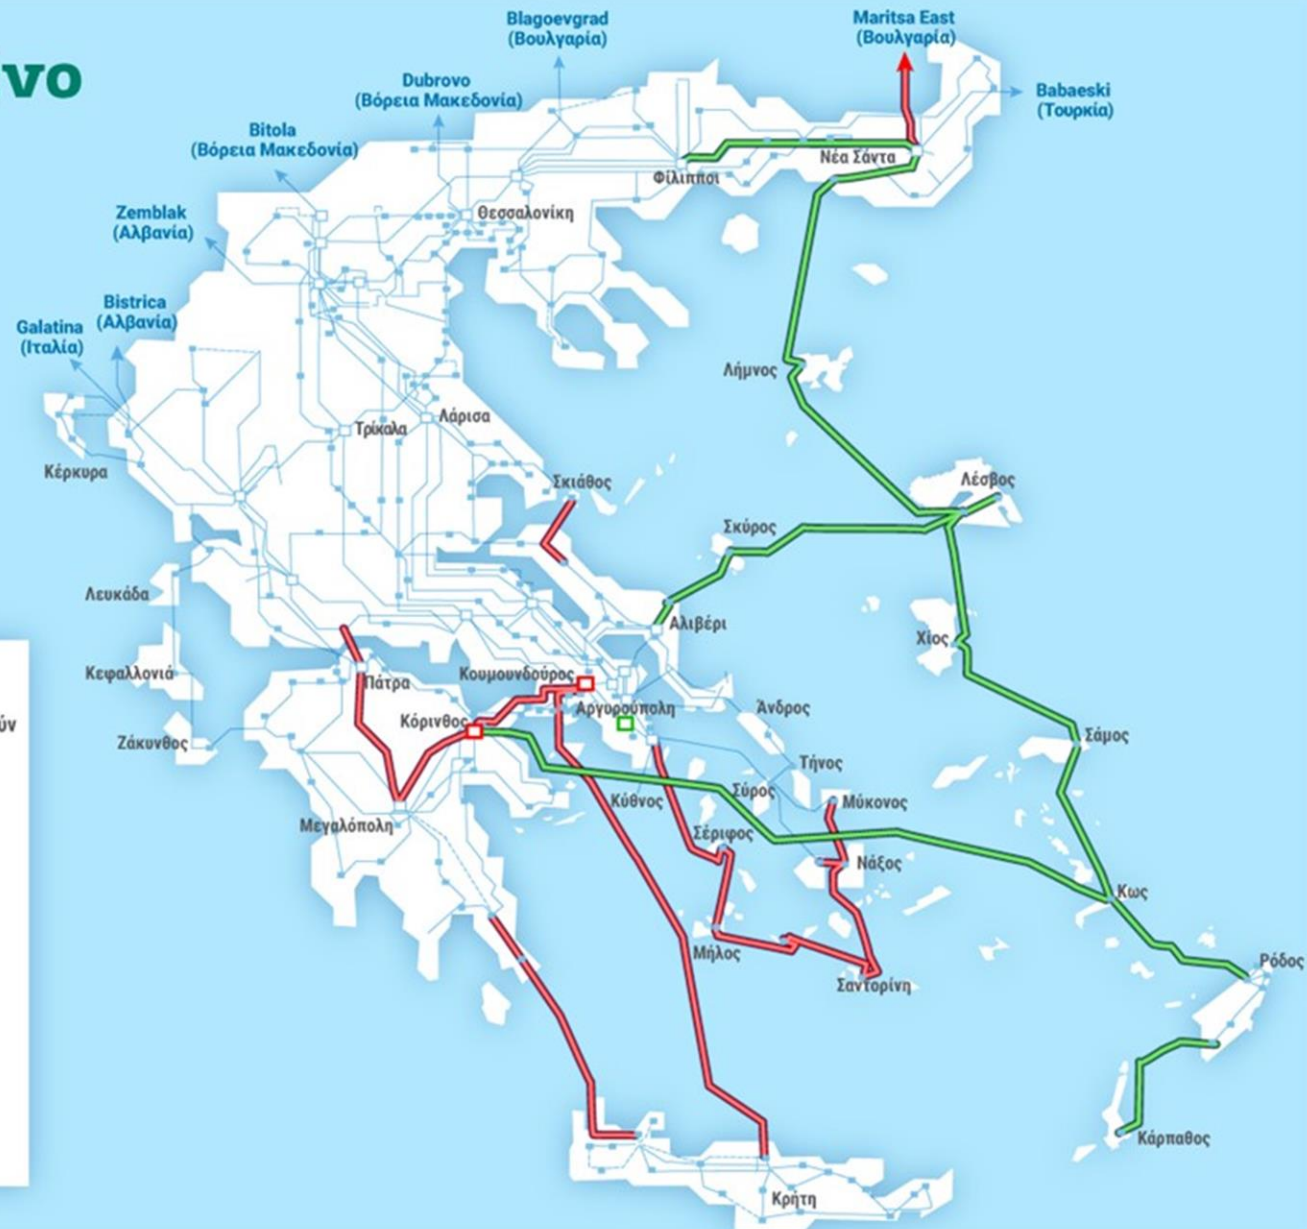 νο
Blagoevgrad
(Βουλγαρία)
Maritsa East
(Βουλγαρία)
Dubrovo
(Βόρεια Μακεδονία)
Babaeski
(Τουρκία)
Bitola
(Βόρεια Μακεδονία)
Νέα Σάντα
Φίλιπποι
Zemblak
(Αλβανία)
Θεσσαλονίκη
Bistrica
(Αλβανία)
Galatina
(Ιταλία)
Λήμνος
Τρίκαλα
Λάρισα
Κέρκυρα
Σκιάθος
Λέσβος
Σκύρος
Λευκάδα
Αλιβέρι
Χίος
Κεφαλλονιά
Πάτρα
Κουμουνδούρος
Αργυρούπολη
Άνδρος
ύν
Κόρινθος
Ζάκυνθος
Σάμος
Τήνος
Κύθνος
Σύρος
Μύκονος
Μεγαλόπολη
Σέριφος
Νάξος
Κως
Μήλος
Σαντορίνη
Ρόδος
Κάρπαθος
Κρήτη